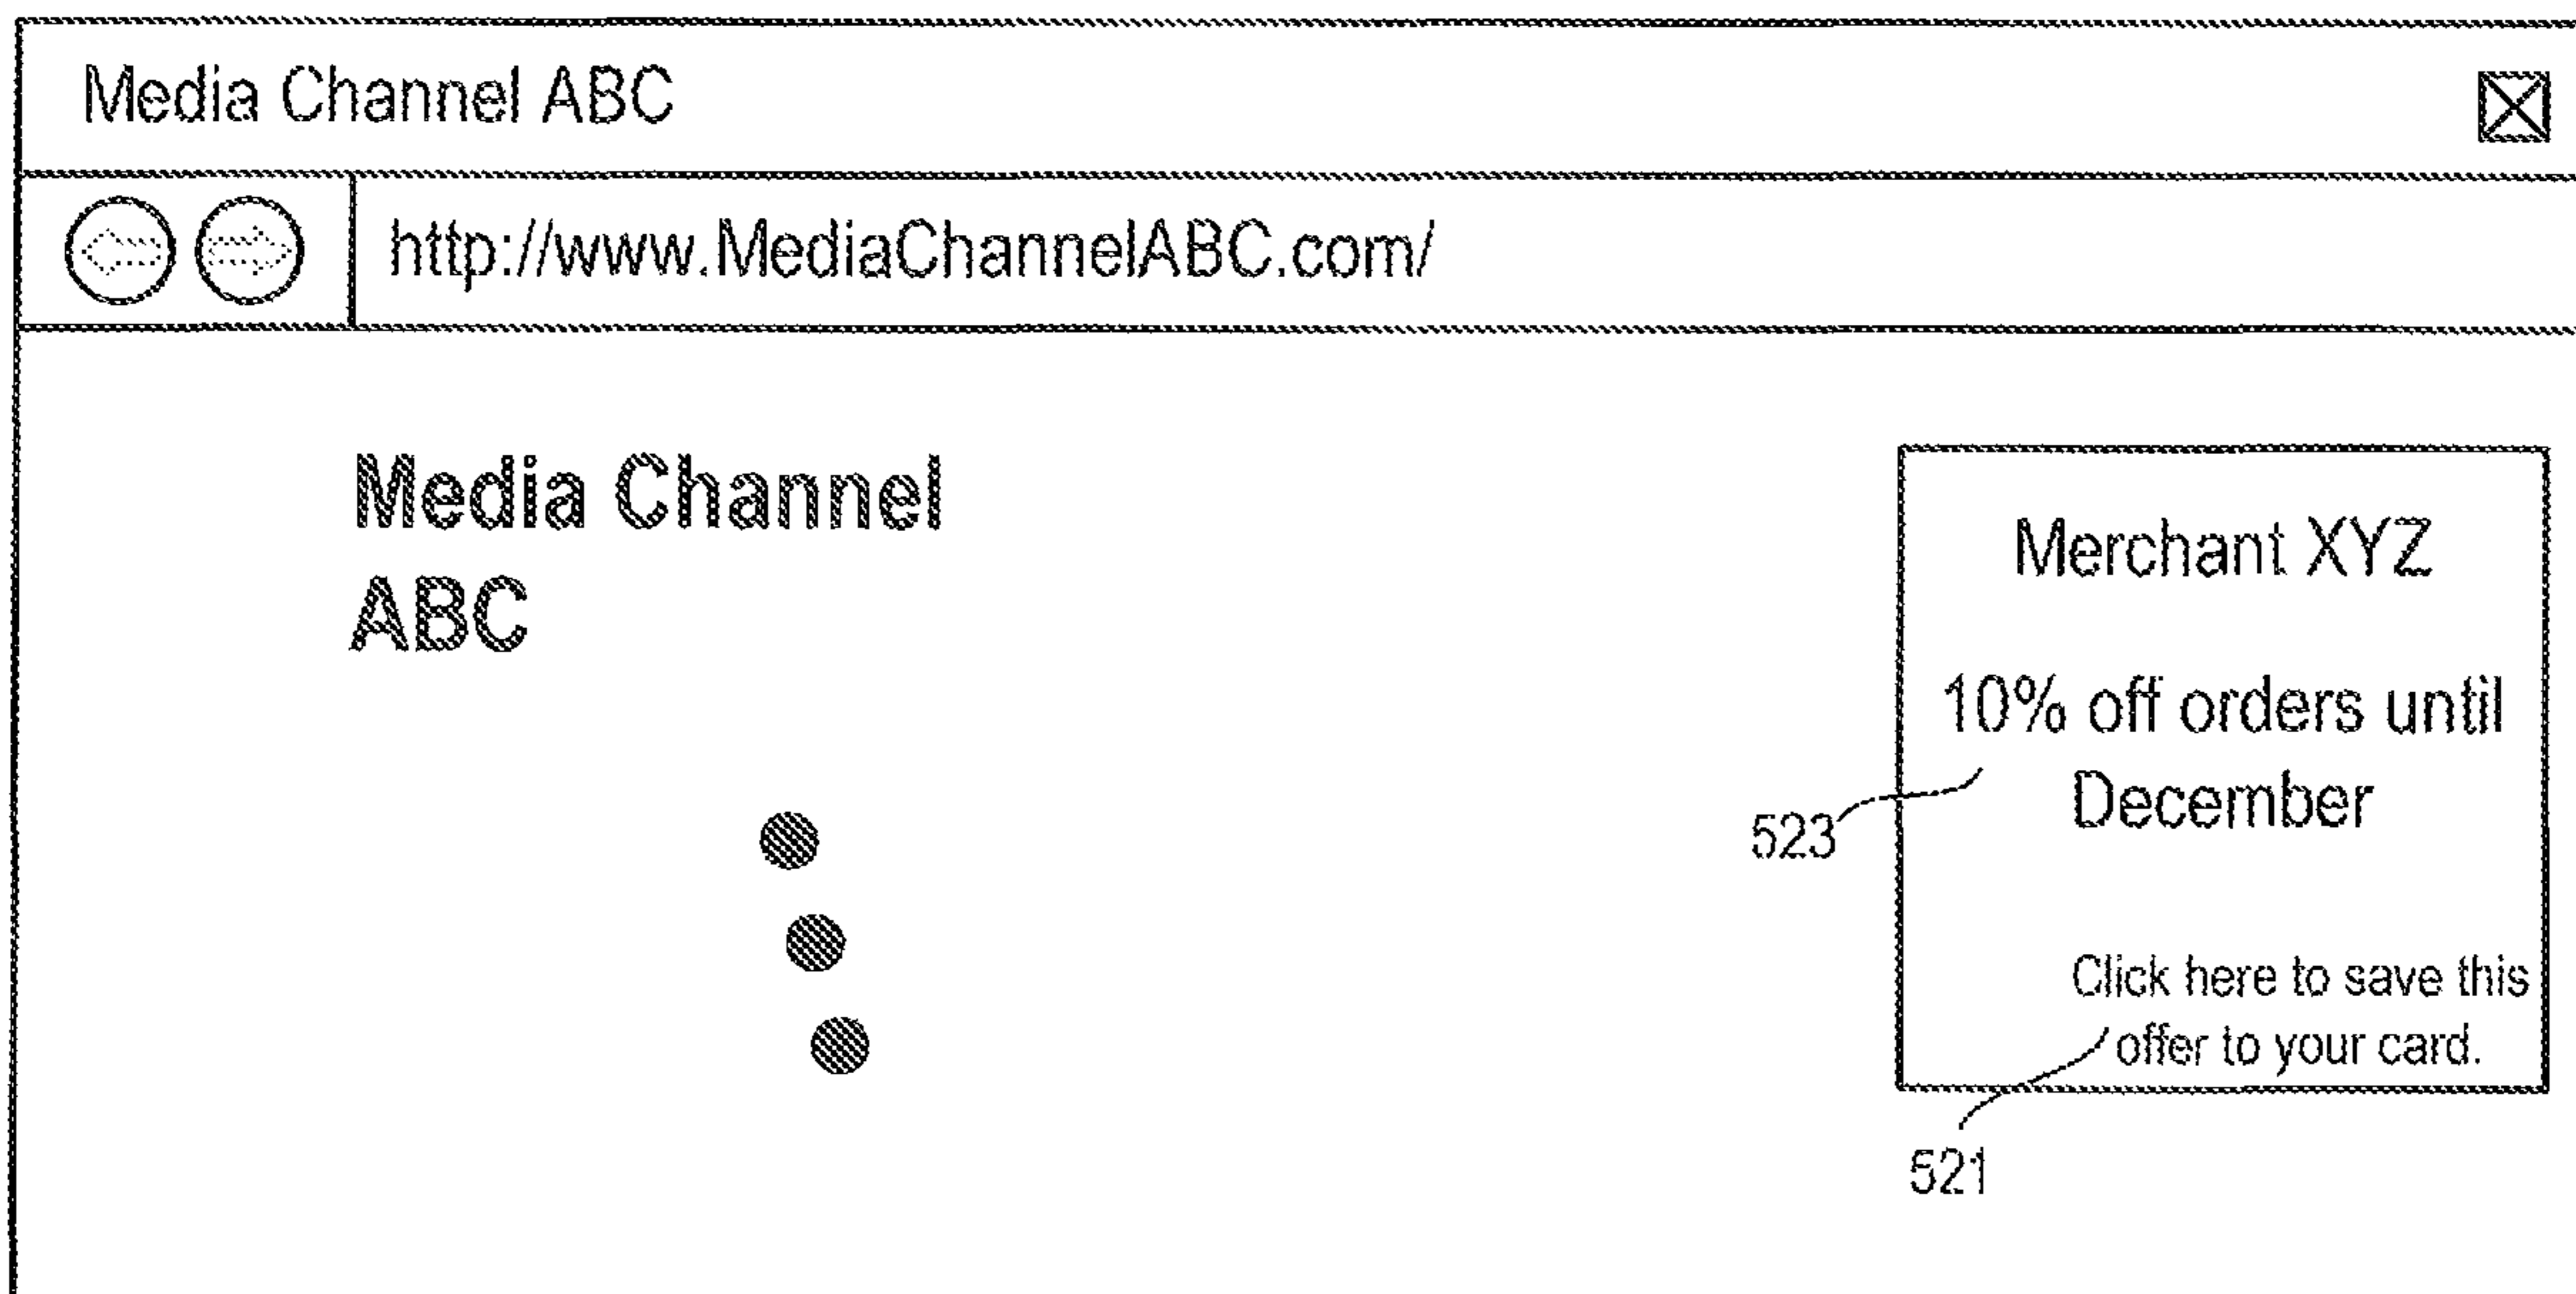 Media Channel ABC
http://www.MediaChannelABC.com/
Media Channel
ABC
Merchant XYZ
10% off orders until
December
523
Click here to save this
offer to your card.
521